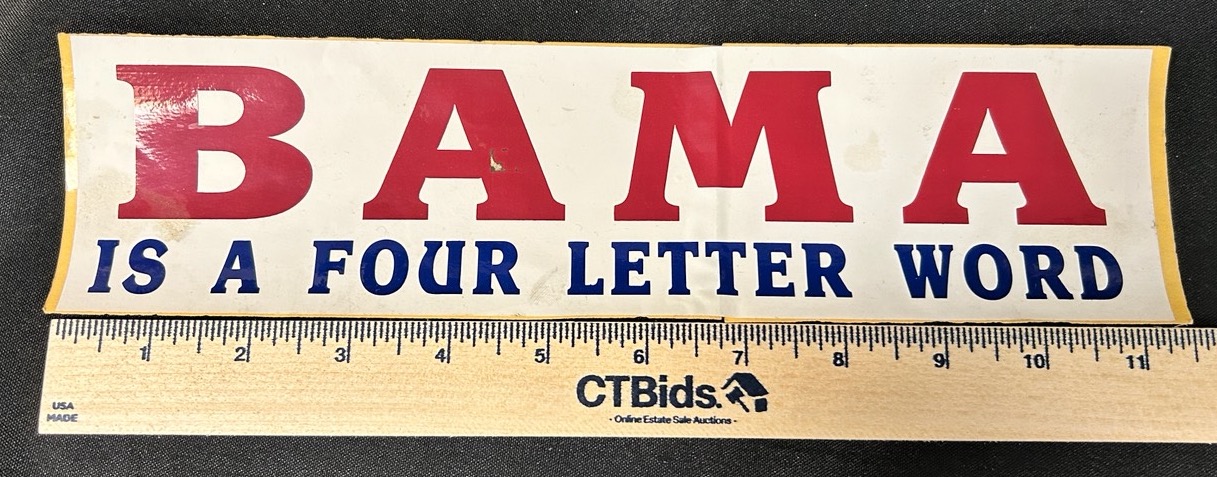 BAMA
IS A FOUR LETTER WORD
1 2 3 4 5 6 7 8 9 10 11
CTBids.
- Online Estate Sale Auctions -
USA
MADE